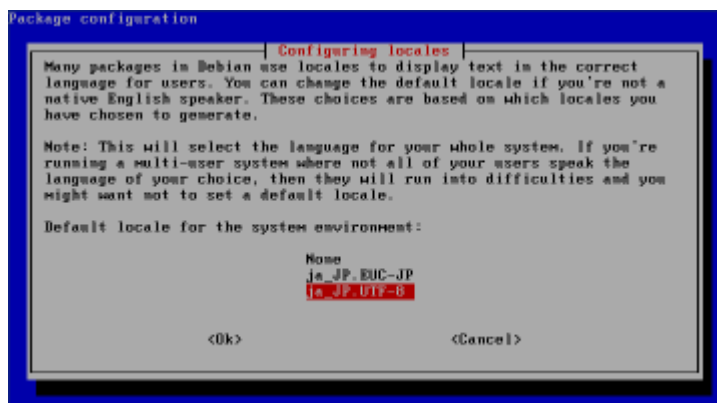 Package configuration
Configuring locales
Many packages in Debian use locales to display text in the correct
language for users. You can change the default locale if you're not a
native English speaker. These choices are based on which locales you
have chosen to generate.
Note: This will select the language for your whole system. If you're
running a multi-user system where not all of your users speak the
language of your choice, then they will run into difficulties and you
might want not to set a default locale.
Default locale for the system environment:
None
ja_JP.EUC-JP
ja_JP.UTF-8
<Ok> <Cancel>